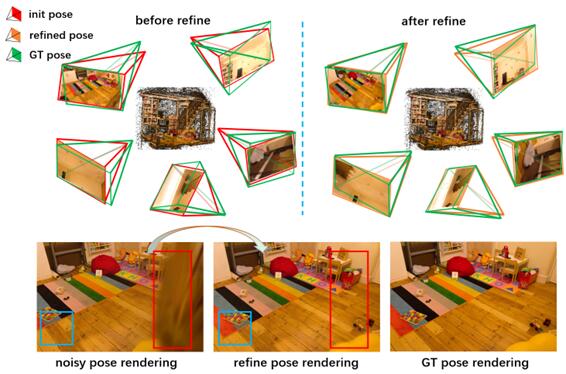 init pose
refined pose
GT pose
before refine
after refine
noisy pose rendering
refine pose rendering
GT pose rendering